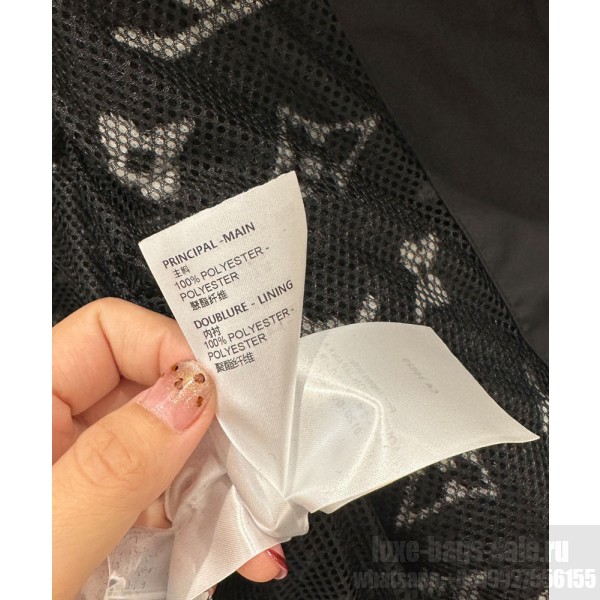 PRINCIPAL -MAIN
主料
100% POLYESTER -
POLYESTER
聚酯纤维
DOUBLURE - LINING
内衬
100% POLYESTER-
POLYESTER
聚酯纤维
luxe-bags-sale.ru